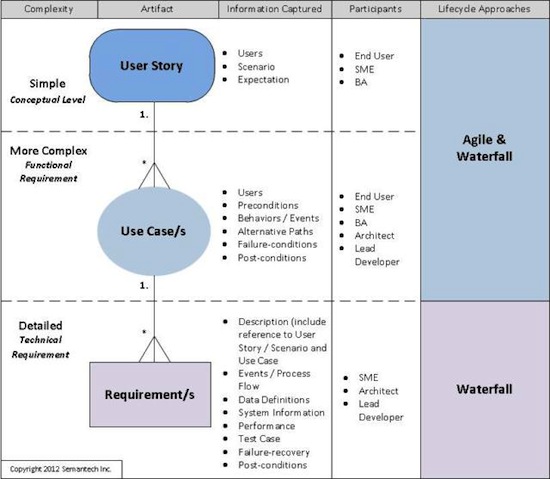 Complexity
Artifact
Information Captured
Participants
Lifecycle Approaches
Simple
Conceptual Level
User Story
• Users
• Scenario
• Expectation
• End User
• SME
• BA
Agile &
Waterfall
1.
*
More Complex
Functional
Requirement
Use Case/s
• Users
• Preconditions
• Behaviors / Events
• Alternative Paths
• Failure-conditions
• Post-conditions
• End User
• SME
• BA
• Architect
• Lead
Developer
1.
*
Detailed
Technical
Requirement
Requirement/s
• Description (include
reference to User
Story / Scenario and
Use Case
• Events / Process
Flow
• Data Definitions
• System Information
• Performance
• Test Case
• Failure-recovery
• Post-conditions
• SME
• Architect
• Lead
Developer
Waterfall
Copyright 2012 Semantech Inc.